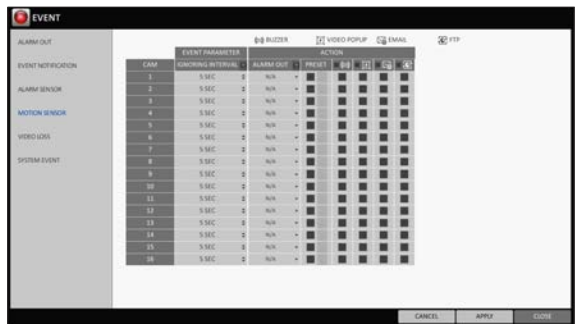 EVENT
BUZZER VIDEO POPUP EMAIL FTP
ALARM OUT
EVENT NOTIFICATION
ALARM SENSOR
MOTION SENSOR
VIDEO LOSS
SYSTEM EVENT
EVENT PARAMETER ACTION
CAM IGNORING INTERVAL ALARM OUT PRESET
1 5 SEC N/A
2 5 SEC N/A
3 5 SEC N/A
4 5 SEC N/A
5 5 SEC N/A
6 5 SEC N/A
7 5 SEC N/A
8 5 SEC N/A
9 5 SEC N/A
10 5 SEC N/A
11 5 SEC N/A
12 5 SEC N/A
13 5 SEC N/A
14 5 SEC N/A
15 5 SEC N/A
16 5 SEC N/A
CANCEL APPLY CLOSE